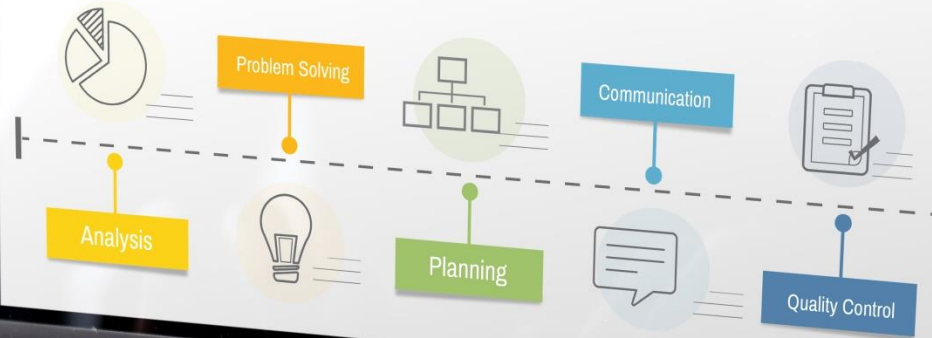 Problem Solving
Communication
Analysis
Planning
Quality Control